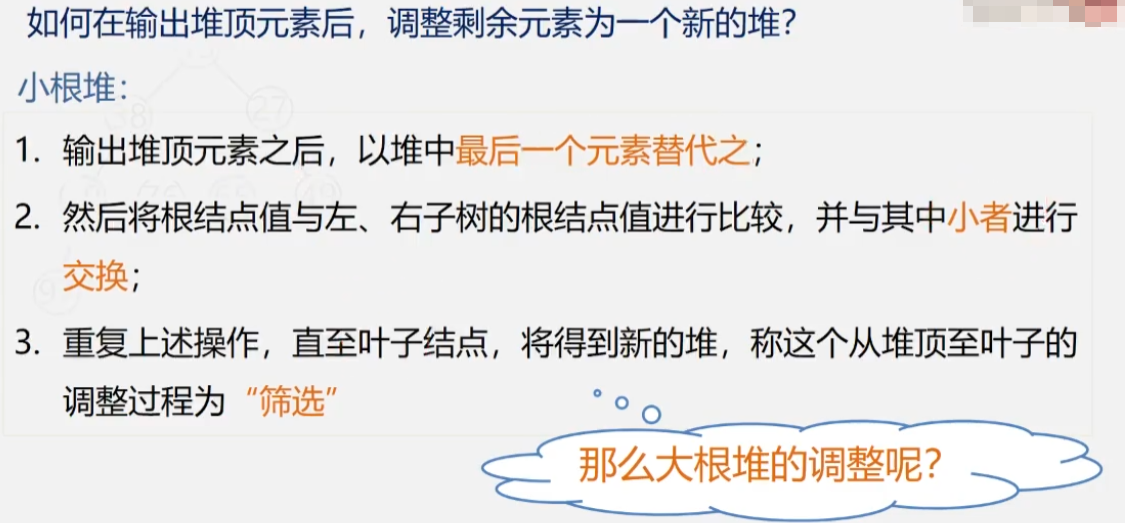 如何在输出堆顶元素后，调整剩余元素为一个新的堆？
小根堆：
1. 输出堆顶元素之后，以堆中最后一个元素替代之；
2. 然后将根结点值与左、右子树的根结点值进行比较，并与其中小者进行
交换；
3. 重复上述操作，直至叶子结点，将得到新的堆，称这个从堆顶至叶子的
调整过程为“筛选”
那么大根堆的调整呢？